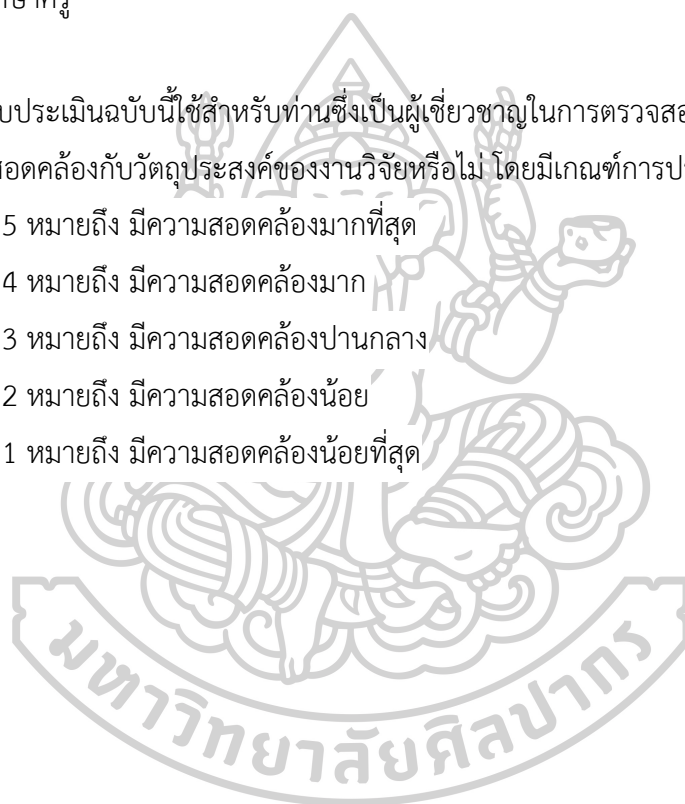 บประเมินฉบับนี้ใช้สำหรับท่านซึ่งเป็นผู้เชี่ยวชาญในการตรวจสอ
สอดคล้องกับวัตถุประสงค์ของงานวิจัยหรือไม่ โดยมีเกณฑ์การป
5 หมายถึง มีความสอดคล้องมากที่สุด
4 หมายถึง มีความสอดคล้องมาก
3 หมายถึง มีความสอดคล้องปานกลาง
2 หมายถึง มีความสอดคล้องน้อย
1 หมายถึง มีความสอดคล้องน้อยที่สุด
มหาวิทยาลัยศิลปากร